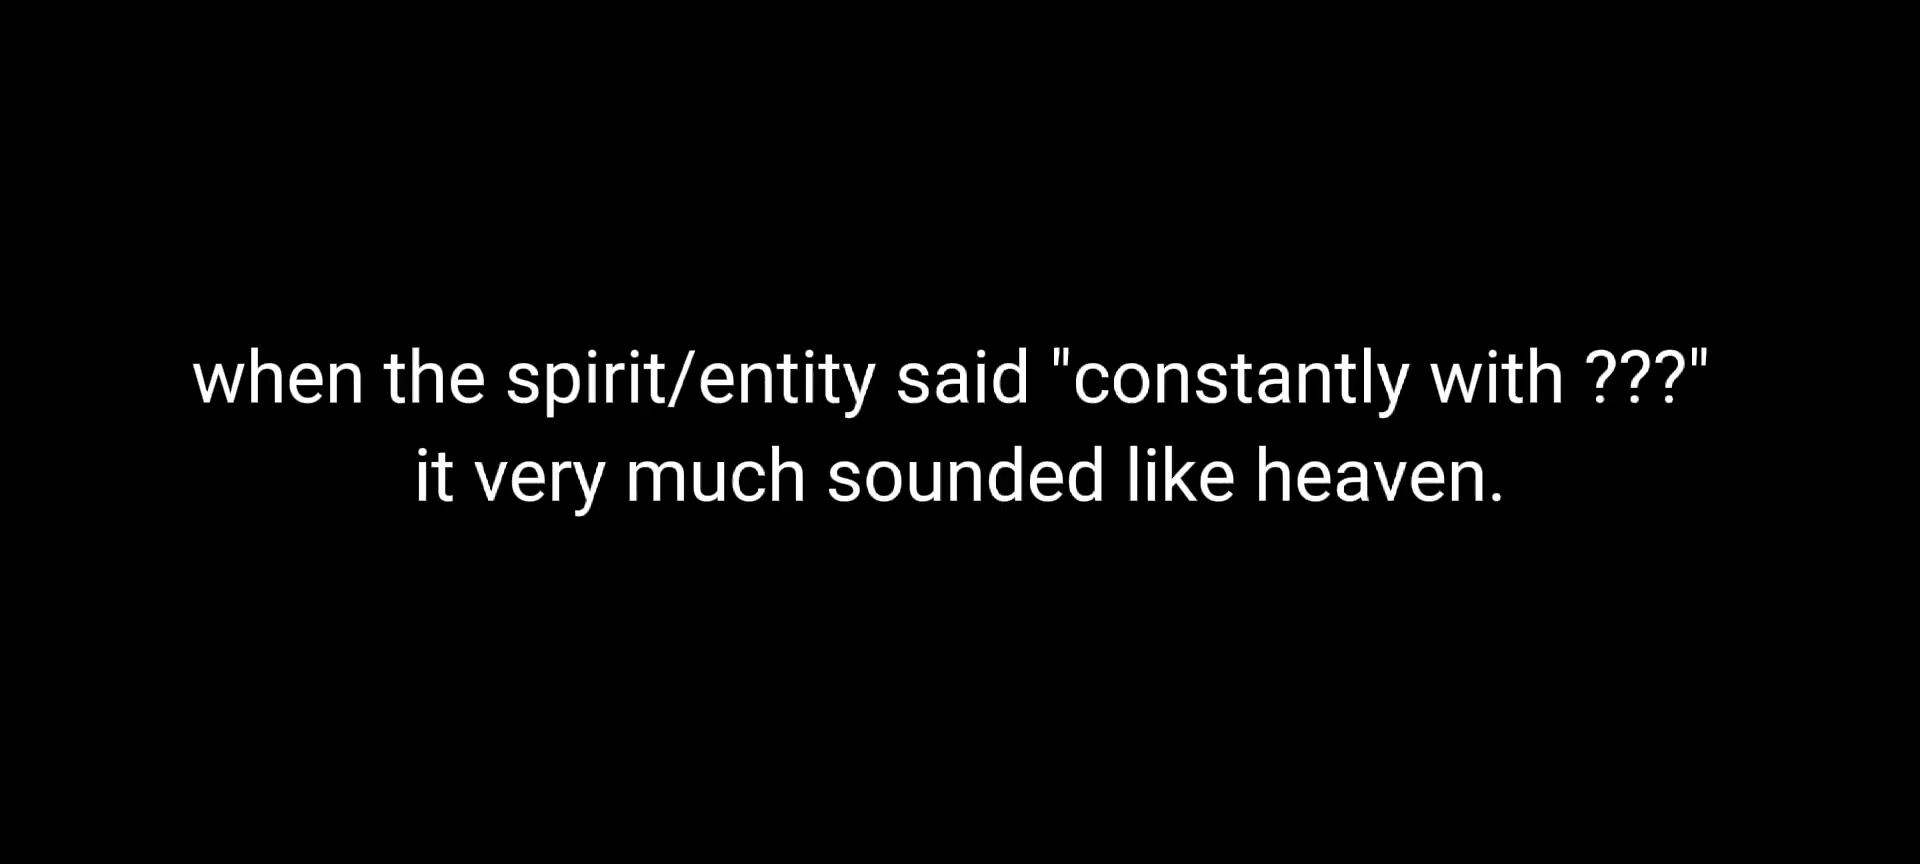 when the spirit/entity said "constantly with ???"
it very much sounded like heaven.